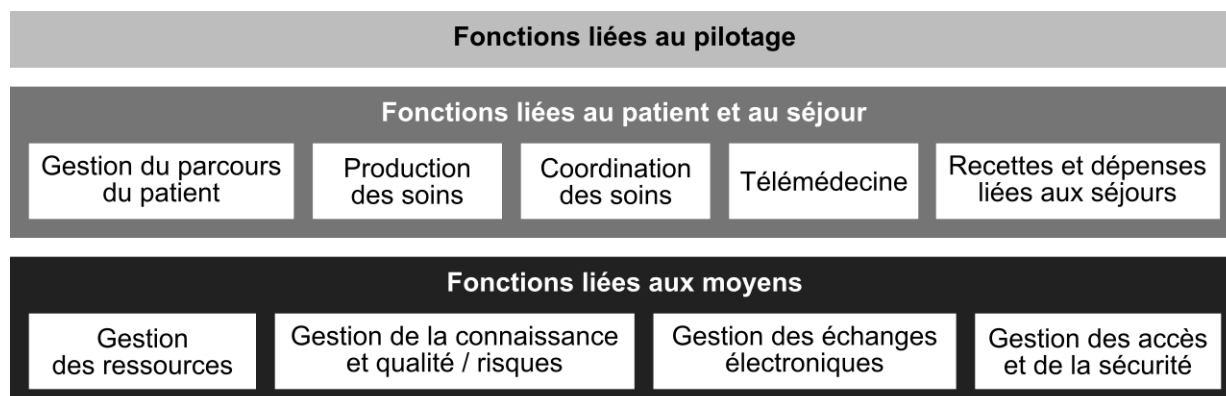 Fonctions liées au pilotage
Fonctions liées au patient et au séjour
Gestion du parcours
du patient
Production
des soins
Coordination
des soins
Télémédecine
Recettes et dépenses
liées aux séjours
Fonctions liées aux moyens
Gestion
des ressources
Gestion de la connaissance
et qualité / risques
Gestion des échanges
électroniques
Gestion des accès
et de la sécurité